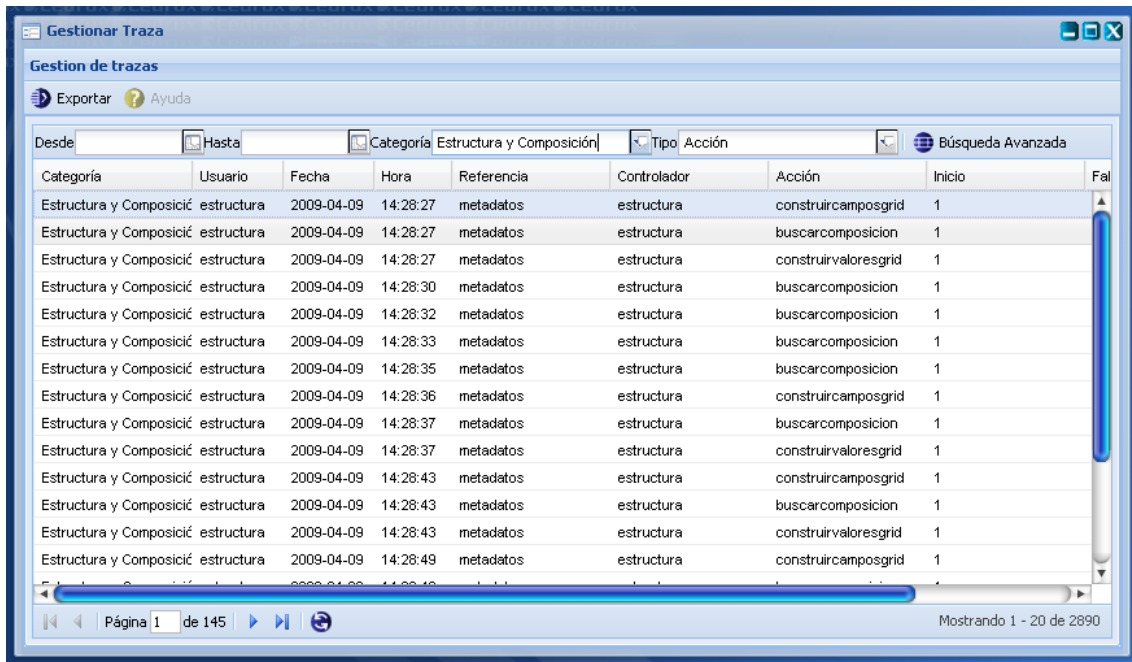 Gestionar Traza
Gestion de trazas
Exportar Ayuda
Desde Hasta Categoría Estructura y Composición Tipo Acción Búsqueda Avanzada
Categoría Usuario Fecha Hora Referencia Controlador Acción Inicio Fal
Estructura y Composició estructura 2009-04-09 14:28:27 metadatos estructura construircamposgrid 1
Estructura y Composició estructura 2009-04-09 14:28:27 metadatos estructura buscarcomposicion 1
Estructura y Composició estructura 2009-04-09 14:28:27 metadatos estructura construirvaloresgrid 1
Estructura y Composició estructura 2009-04-09 14:28:30 metadatos estructura buscarcomposicion 1
Estructura y Composició estructura 2009-04-09 14:28:32 metadatos estructura buscarcomposicion 1
Estructura y Composició estructura 2009-04-09 14:28:33 metadatos estructura buscarcomposicion 1
Estructura y Composició estructura 2009-04-09 14:28:35 metadatos estructura buscarcomposicion 1
Estructura y Composició estructura 2009-04-09 14:28:36 metadatos estructura construircamposgrid 1
Estructura y Composició estructura 2009-04-09 14:28:37 metadatos estructura buscarcomposicion 1
Estructura y Composició estructura 2009-04-09 14:28:37 metadatos estructura construirvaloresgrid 1
Estructura y Composició estructura 2009-04-09 14:28:43 metadatos estructura construircamposgrid 1
Estructura y Composició estructura 2009-04-09 14:28:43 metadatos estructura buscarcomposicion 1
Estructura y Composició estructura 2009-04-09 14:28:43 metadatos estructura construirvaloresgrid 1
Estructura y Composició estructura 2009-04-09 14:28:49 metadatos estructura construircamposgrid 1
Página 1 de 145 Mostrando 1 - 20 de 2890